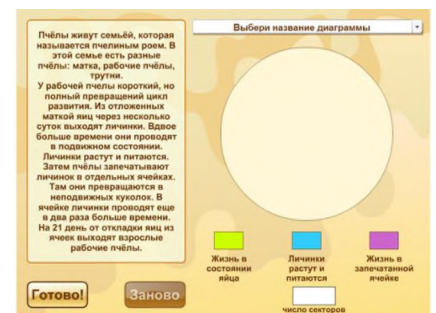 Пчёлы живут семьёй, которая
называется пчелиным роем. В
этой семье есть разные
пчёлы: матка, рабочие пчёлы,
трутни.
У рабочей пчелы короткий, но
полный превращений цикл
развития. Из отложенных
маткой яиц через несколько
суток выходят личинки. Вдвое
больше времени они проводят
в подвижном состоянии.
Личинки растут и питаются.
Затем пчёлы запечатывают
личинок в отдельных ячейках.
Там они превращаются в
неподвижных куколок. В
ячейке личинки проводят еще
в два раза больше времени.
На 21 день от откладки яиц из
ячеек выходят взрослые
рабочие пчёлы.
Готово!
Заново
Выбери название диаграммы
Жизнь в
состоянии
яйца
Личинки
растут и
питаются
Жизнь в
запечатанной
ячейке
число секторов